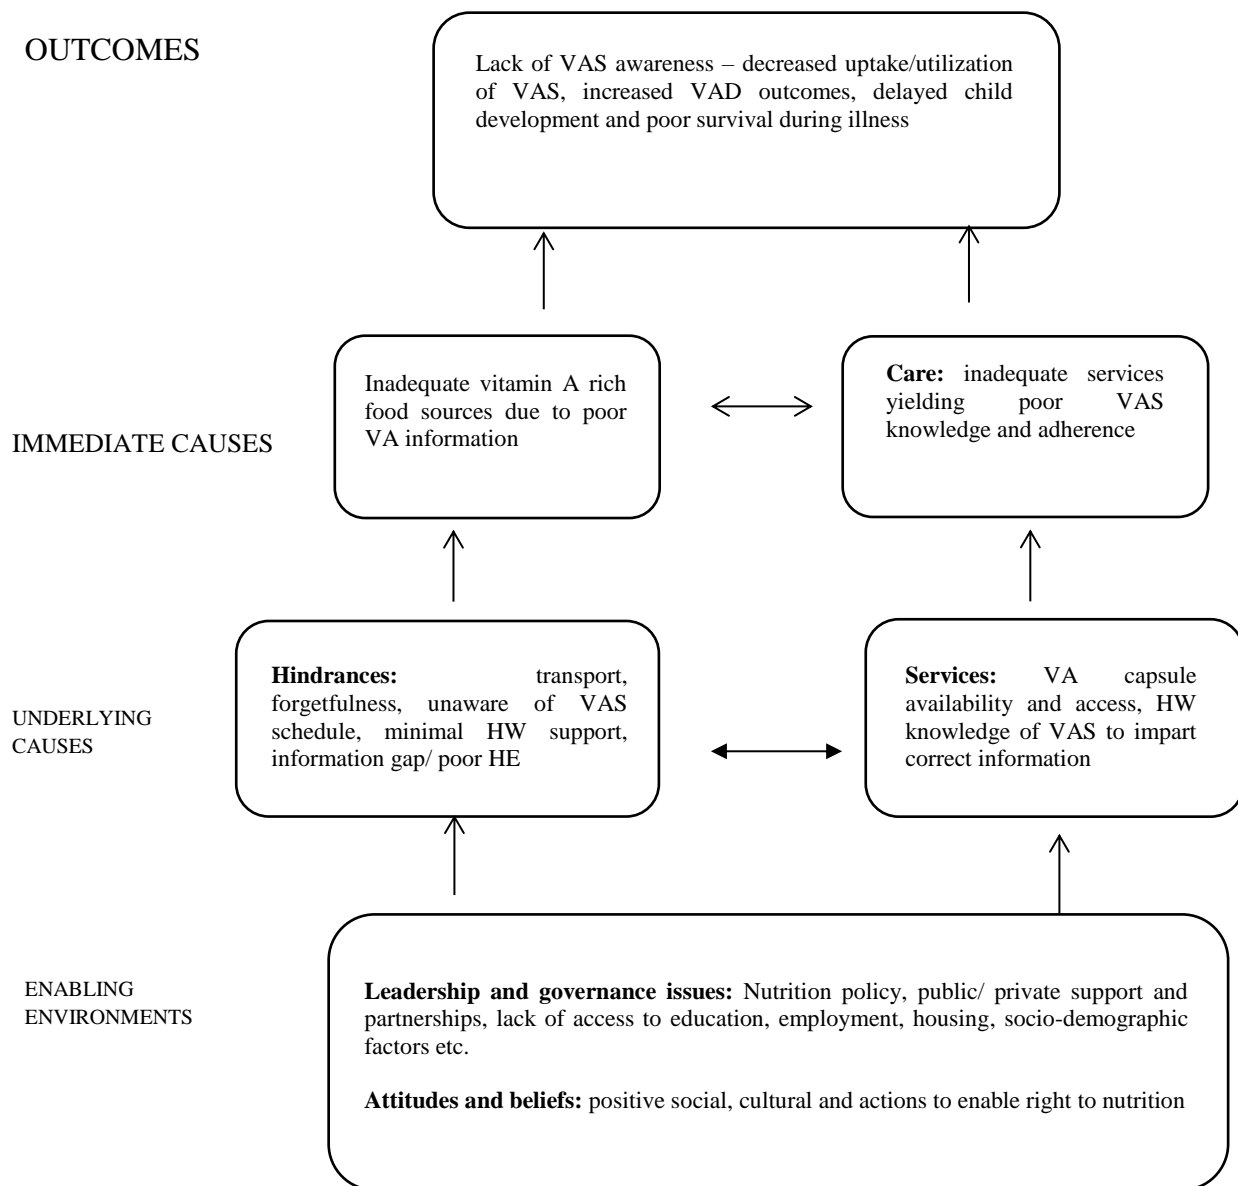 OUTCOMES
Lack of VAS awareness – decreased uptake/utilization
of VAS, increased VAD outcomes, delayed child
development and poor survival during illness
IMMEDIATE CAUSES
Inadequate vitamin A rich
food sources due to poor
VA information
Care: inadequate services
yielding poor VAS
knowledge and adherence
UNDERLYING
CAUSES
Hindrances: transport,
forgetfulness, unaware of VAS
schedule, minimal HW support,
information gap/ poor HE
Services: VA capsule
availability and access, HW
knowledge of VAS to impart
correct information
ENABLING
ENVIRONMENTS
Leadership and governance issues: Nutrition policy, public/ private support and
partnerships, lack of access to education, employment, housing, socio-demographic
factors etc.
Attitudes and beliefs: positive social, cultural and actions to enable right to nutrition